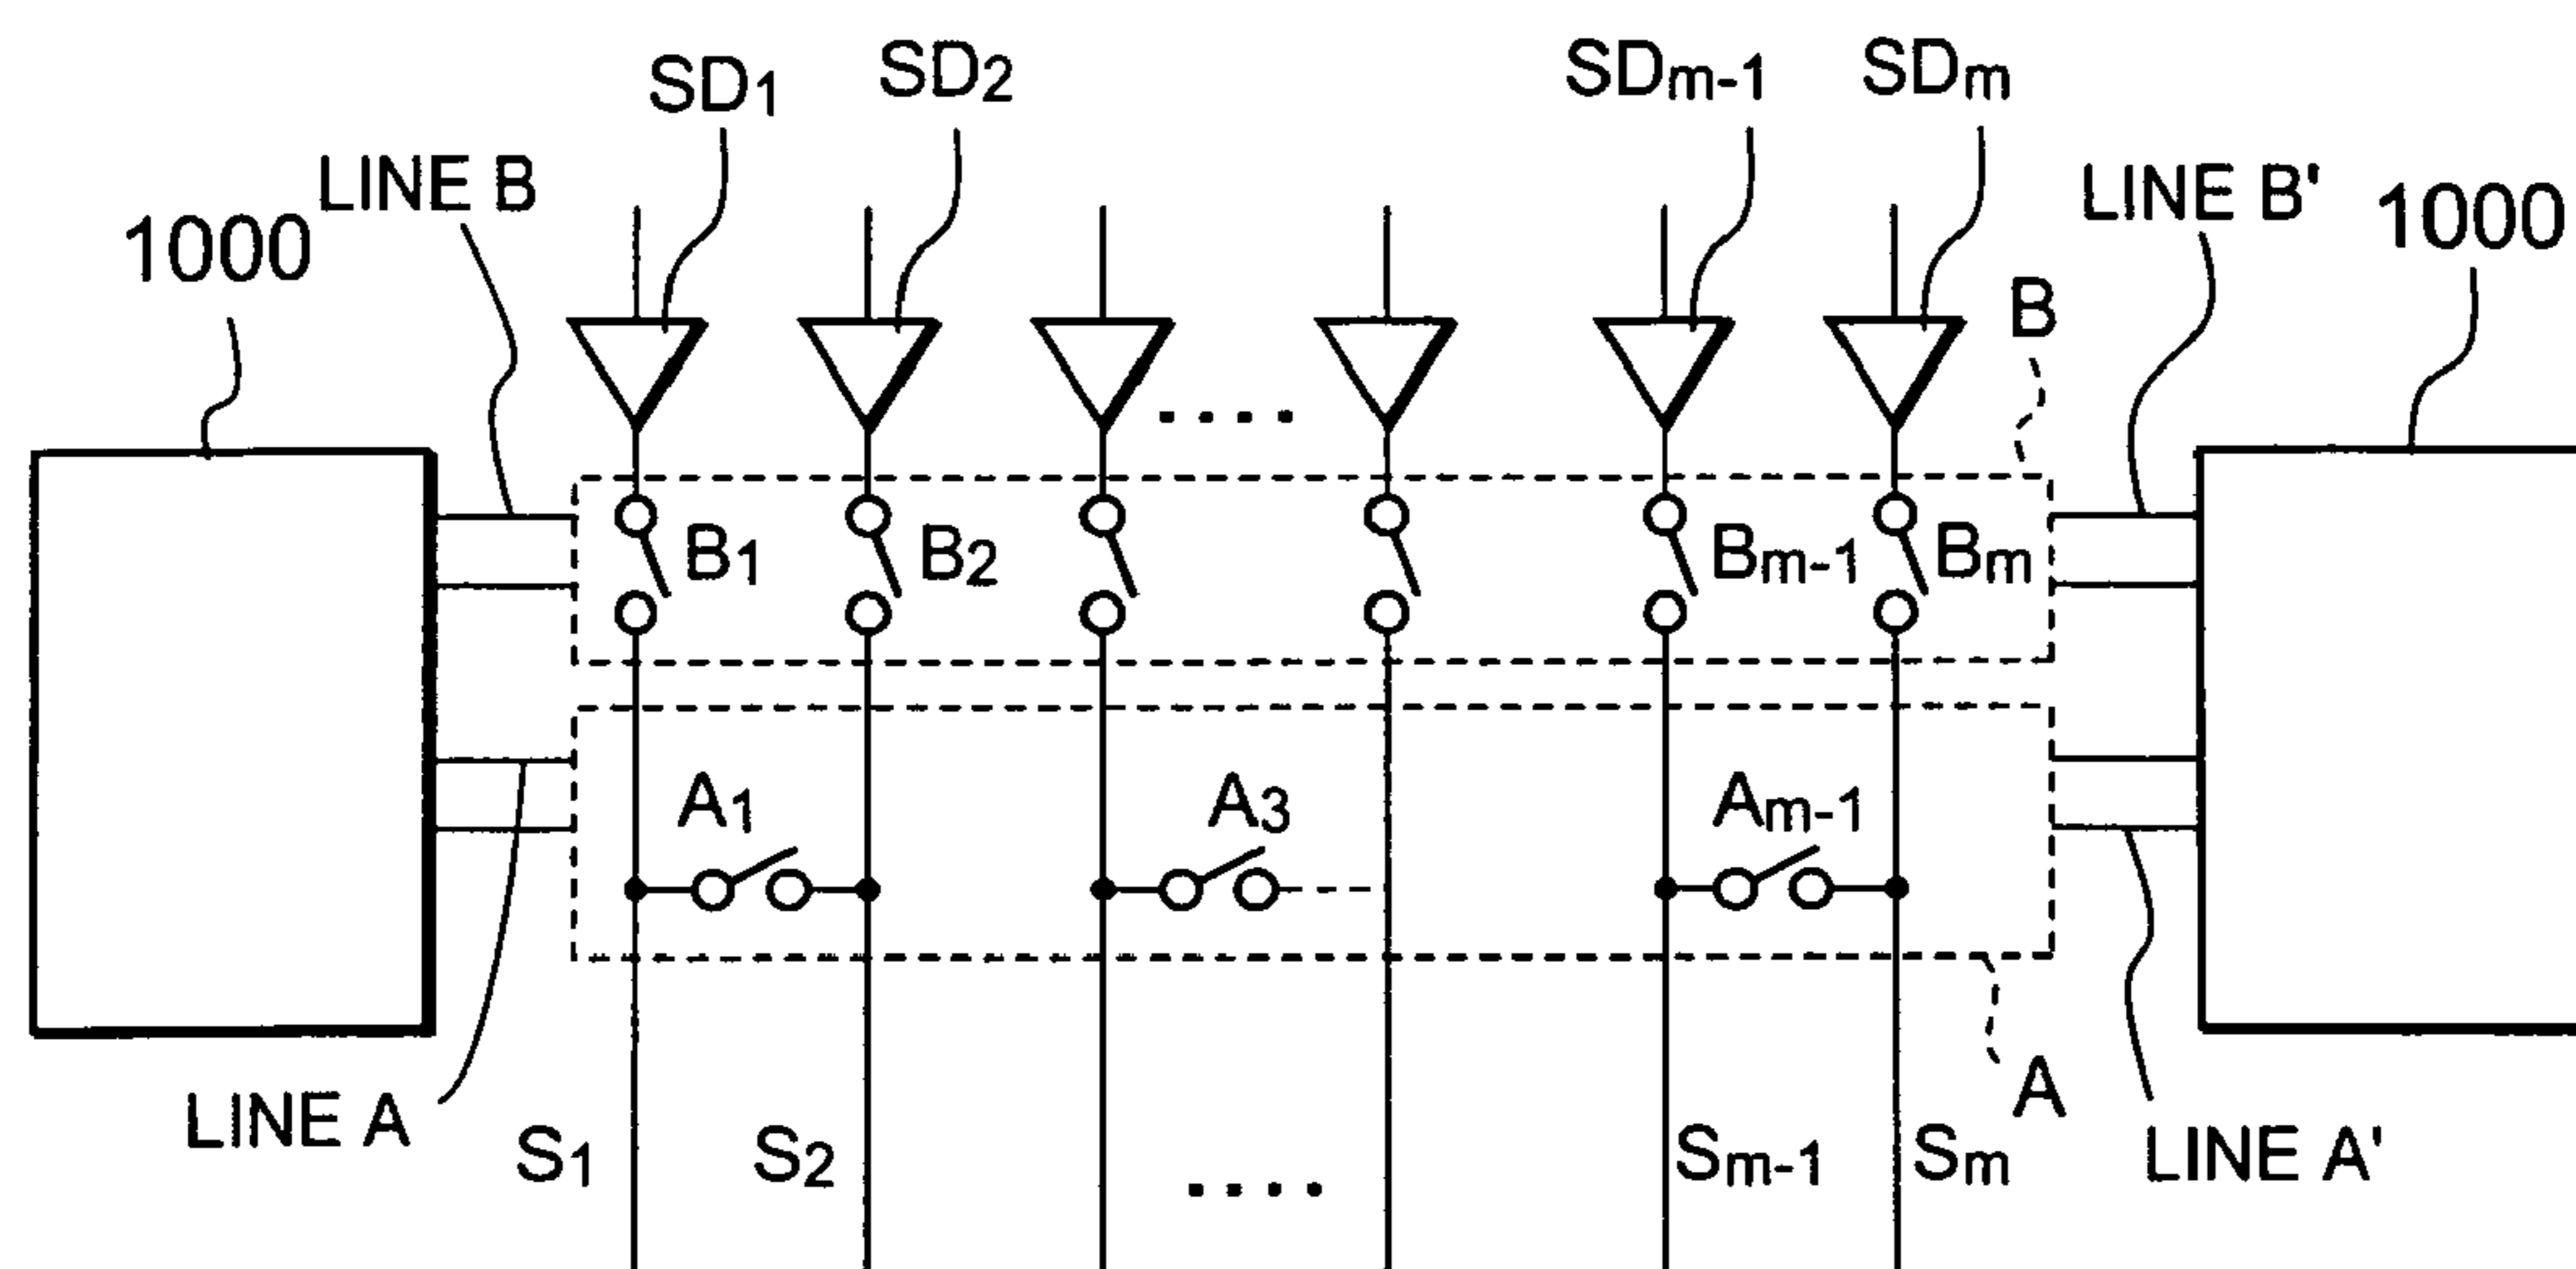 SD1 SD2 SDm-1 SDm
LINE B LINE B'
1000 1000
B
B1 B2 Bm-1 Bm
A1 A3 Am-1
LINE A A LINE A'
S1 S2 Sm-1 Sm